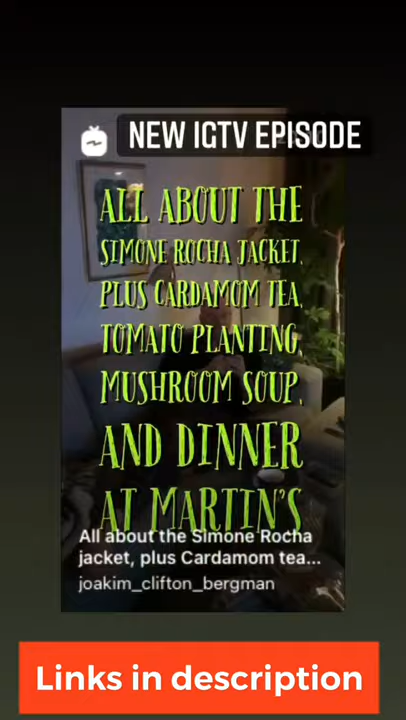 NEW IGTV EPISODE
ALL ABOUT THE
SIMONE ROCHA JACKET,
PLUS CARDAMOM TEA,
TOMATO PLANTING,
MUSHROOM SOUP,
AND DINNER
AT MARTIN'S
All about the Simone Rocha
jacket, plus Cardamom tea...
joakim_clifton_bergman
Links in description